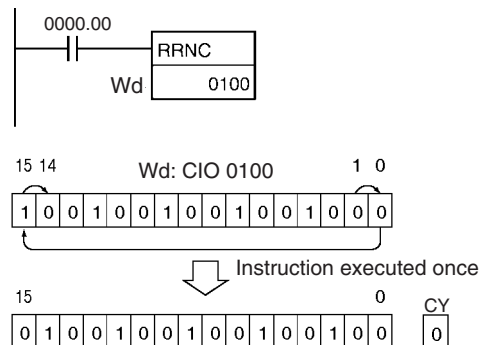 0000.00
RRNC
Wd 0100
15 14 Wd: CIO 0100 1 0
1 0 0 1 0 0 1 0 0 1 0 0 1 0 0 0
Instruction executed once
15 0 CY
0 1 0 0 1 0 0 1 0 0 1 0 0 1 0 0 0